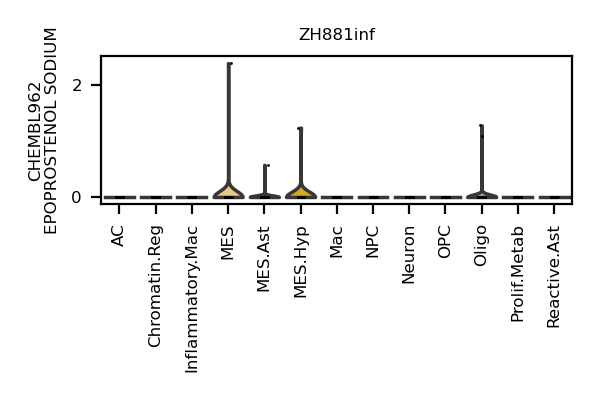 ZH881inf
CHEMBL962
EPOPROSTENOL SODIUM
2
0
AC
Chromatin.Reg
Inflammatory.Mac
MES
MES.Ast
MES.Hyp
Mac
NPC
Neuron
OPC
Oligo
Prolif.Metab
Reactive.Ast